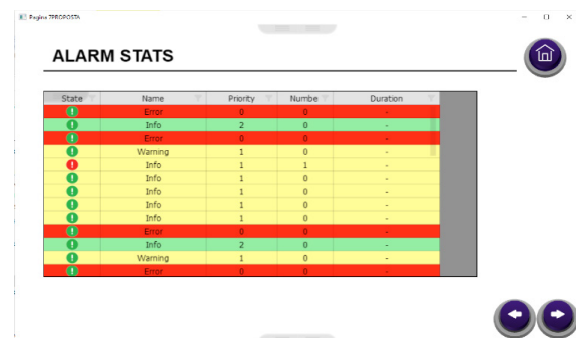 Pagina 7PROPOSTA
ALARM STATS
State Name Priority Numbe Duration
Error 0 0 -
Info 2 0 -
Error 0 0 -
Warning 1 0 -
Info 1 1 -
Info 1 0 -
Info 1 0 -
Info 1 0 -
Info 1 0 -
Error 0 0 -
Info 2 0 -
Warning 1 0 -
Error 0 0 -